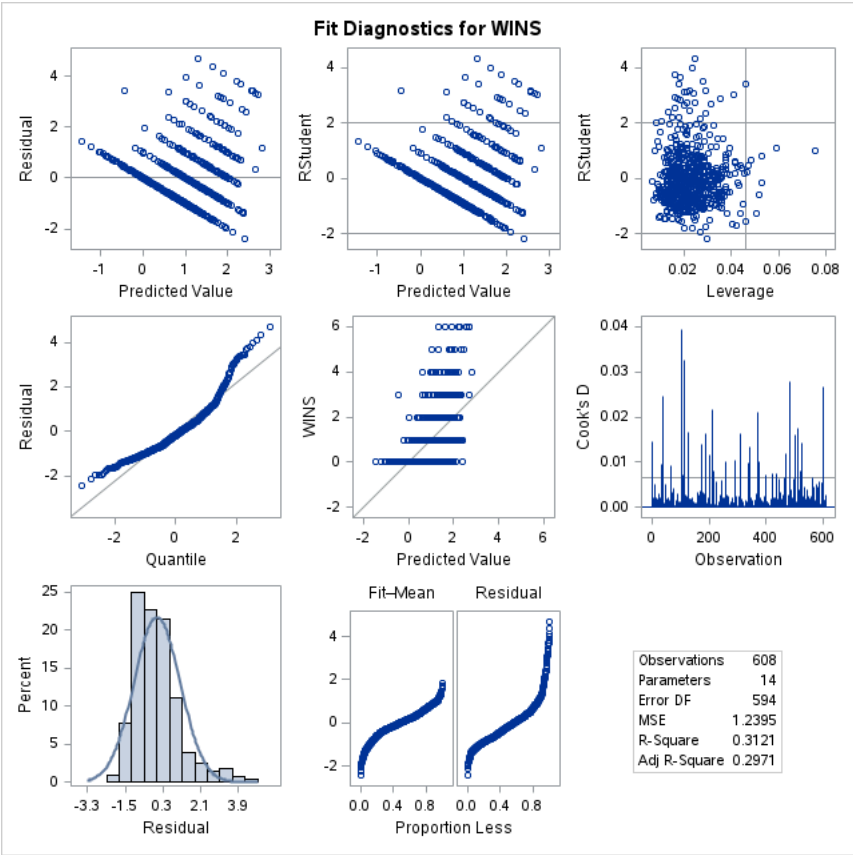 Fit Diagnostics for WINS
Residual
4
2
0
-2
-1 0 1 2 3
Predicted Value
RStudent
4
2
0
-2
-1 0 1 2 3
Predicted Value
RStudent
4
2
0
-2
0.02 0.04 0.06 0.08
Leverage
Residual
4
2
0
-2
-2 0 2
Quantile
WINS
6
4
2
0
-2
-2 0 2 4 6
Predicted Value
Cook's D
0.04
0.03
0.02
0.01
0.00
0 200 400 600
Observation
Percent
25
20
15
10
5
0
-3.3 -1.5 0.3 2.1 3.9
Residual
Fit–Mean Residual
4
2
0
-2
0.0 0.4 0.8 0.0 0.4 0.8
Proportion Less
Observations 608
Parameters 14
Error DF 594
MSE 1.2395
R-Square 0.3121
Adj R-Square 0.2971